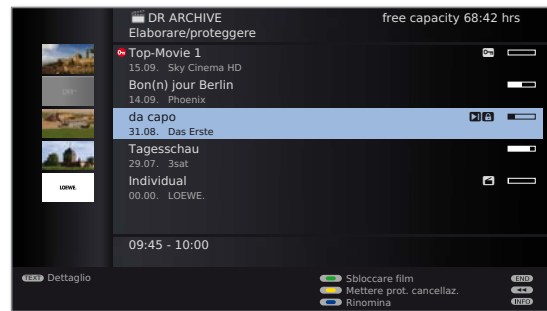 DR ARCHIVE free capacity 68:42 hrs
Elaborare/proteggere
Top-Movie 1
15.09. Sky Cinema HD
Bon(n) jour Berlin
14.09. Phoenix
da capo
31.08. Das Erste
Tagesschau
29.07. 3sat
Individual
00.00. LOEWE.
LOEWE.
09:45 - 10:00
TEXT Dettaglio
Sbloccare film END
Mettere prot. cancellaz.
Rinomina INFO